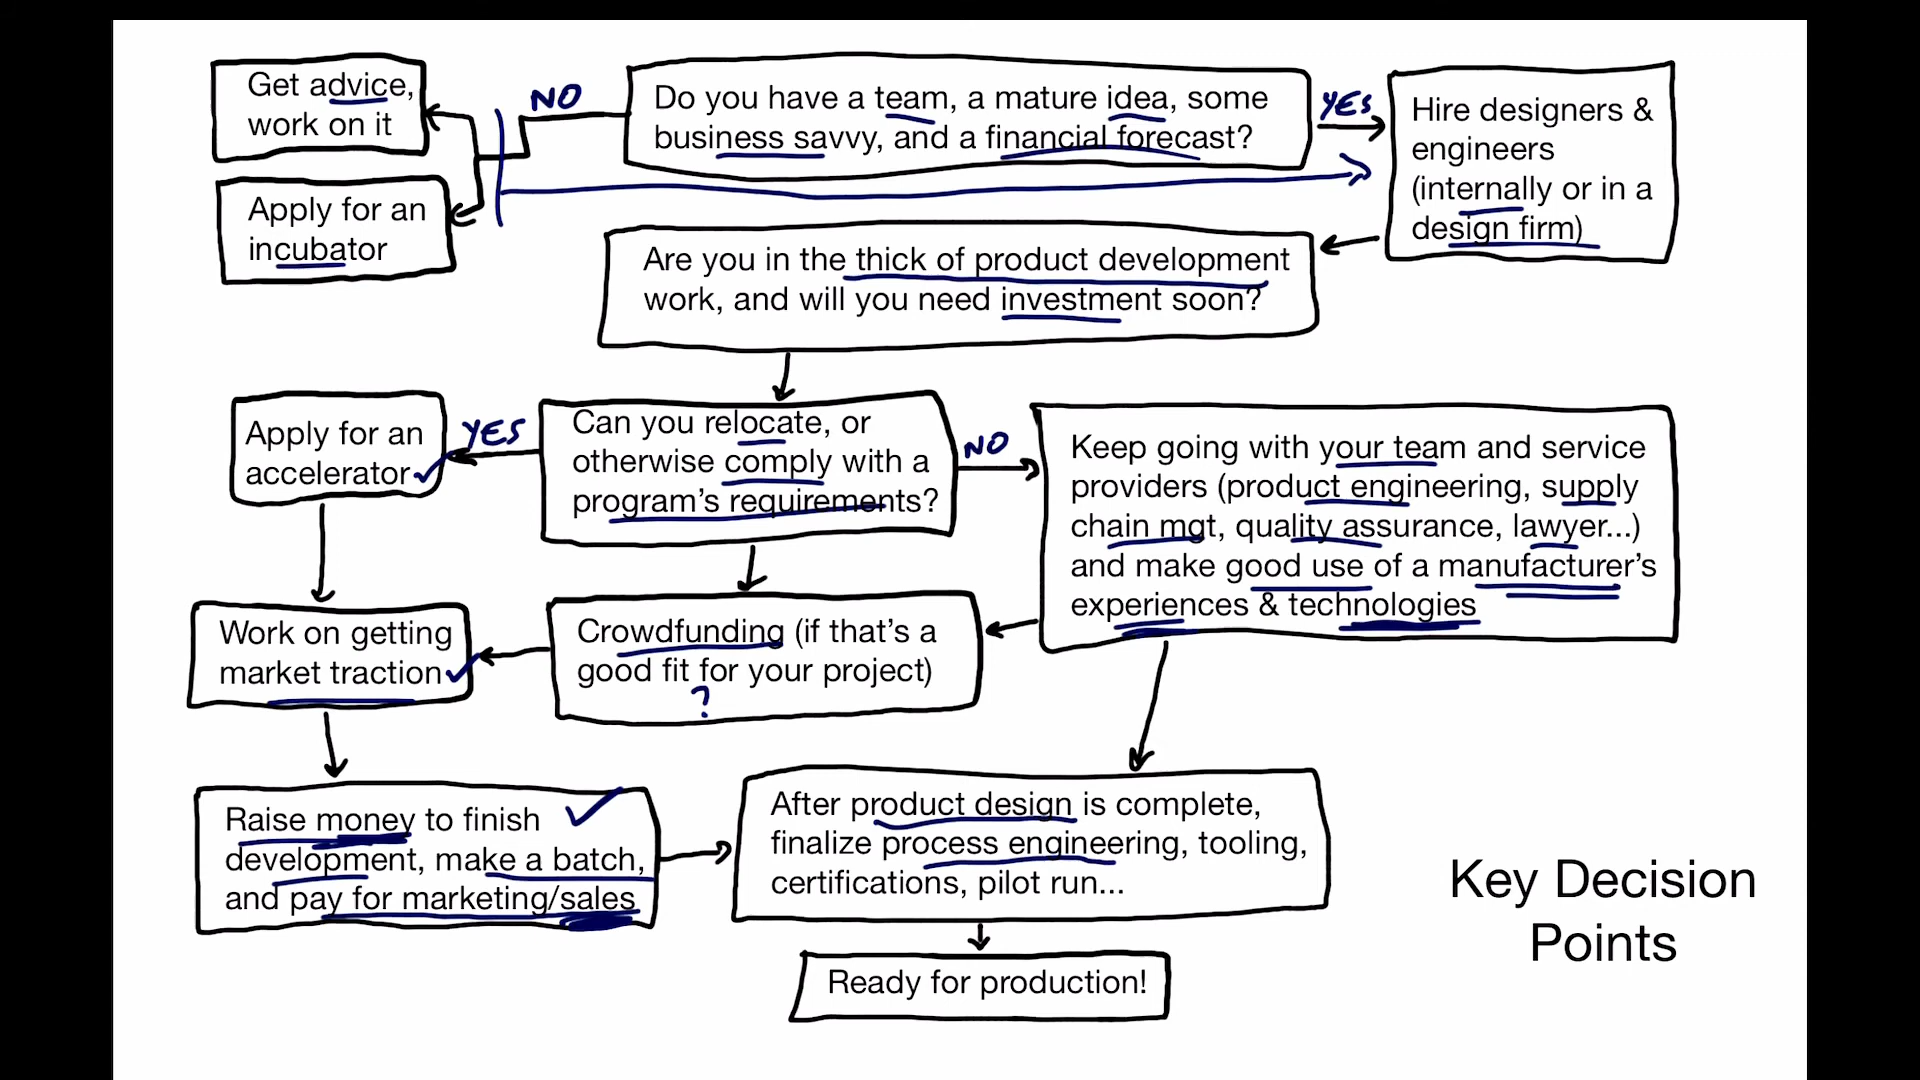 Get advice,
work on it
NO
Do you have a team, a mature idea, some
business savvy, and a financial forecast?
YES
Hire designers &
engineers
(internally or in a
design firm)
Apply for an
incubator
Are you in the thick of product development
work, and will you need investment soon?
Apply for an
accelerator
YES
Can you relocate, or
otherwise comply with a
program's requirements?
NO
Keep going with your team and service
providers (product engineering, supply
chain mgt, quality assurance, lawyer...)
and make good use of a manufacturer's
experiences & technologies
Work on getting
market traction
Crowdfunding (if that's a
good fit for your project)
?
Raise money to finish
development, make a batch,
and pay for marketing/sales
After product design is complete,
finalize process engineering, tooling,
certifications, pilot run...
Key Decision
Points
Ready for production!